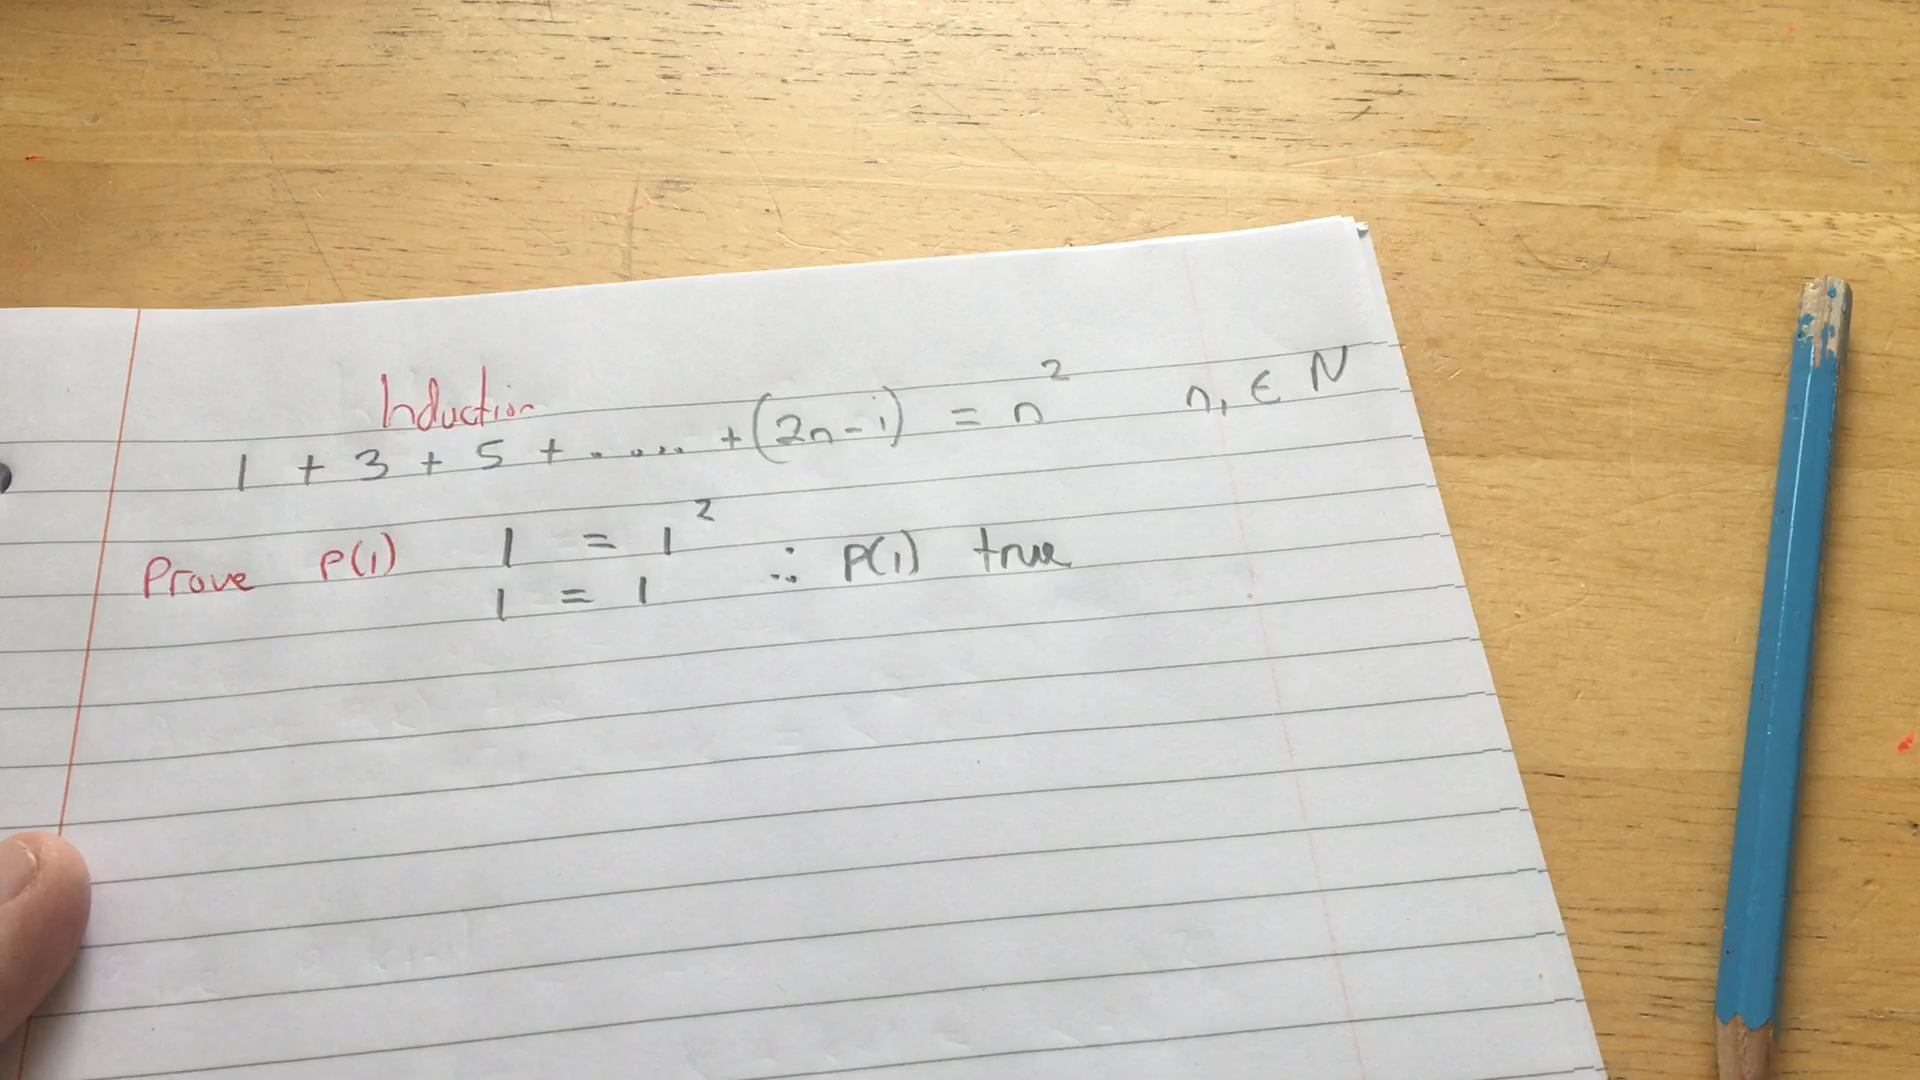 Induction
1 + 3 + 5 + ..... + (2n-1) = n² n, ∈ N
Prove P(1) 1 = 1²
1 = 1 ∴ P(1) true